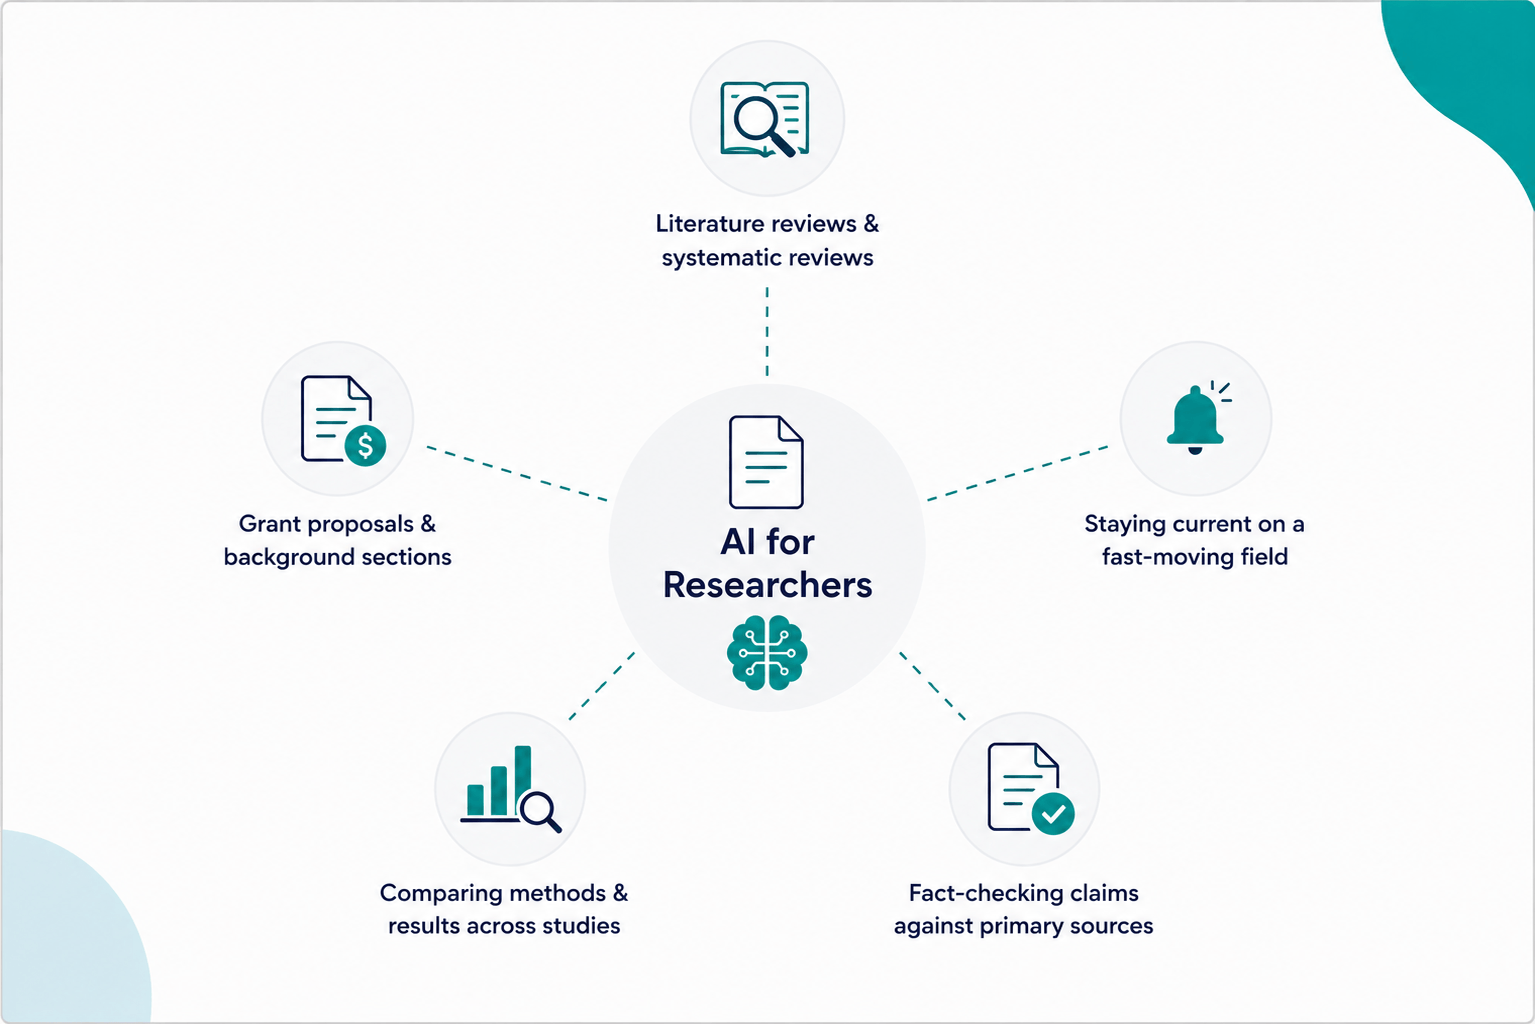 Literature reviews &
systematic reviews
Grant proposals &
background sections
$
AI for
Researchers
Staying current on a
fast-moving field
Comparing methods &
results across studies
Fact-checking claims
against primary sources